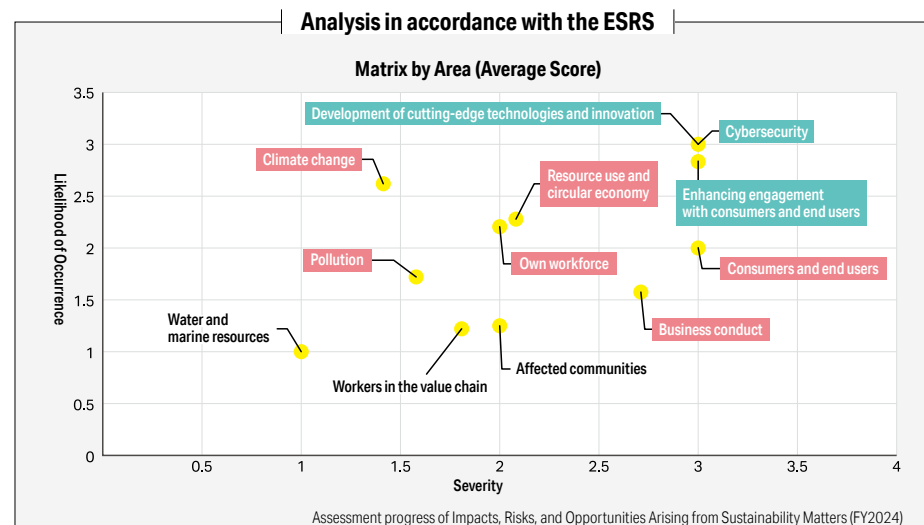 Analysis in accordance with the ESRS
Matrix by Area (Average Score)
Likelihood of Occurrence
3.5
3
2.5
2
1.5
1
0.5
0
Development of cutting-edge technologies and innovation
Cybersecurity
Climate change
Resource use and
circular economy
Enhancing engagement
with consumers and end users
Own workforce
Consumers and end users
Pollution
Business conduct
Water and
marine resources
Workers in the value chain
Affected communities
0.5
1
1.5
2
2.5
3
3.5
4
Severity
Assessment progress of Impacts, Risks, and Opportunities Arising from Sustainability Matters (FY2024)